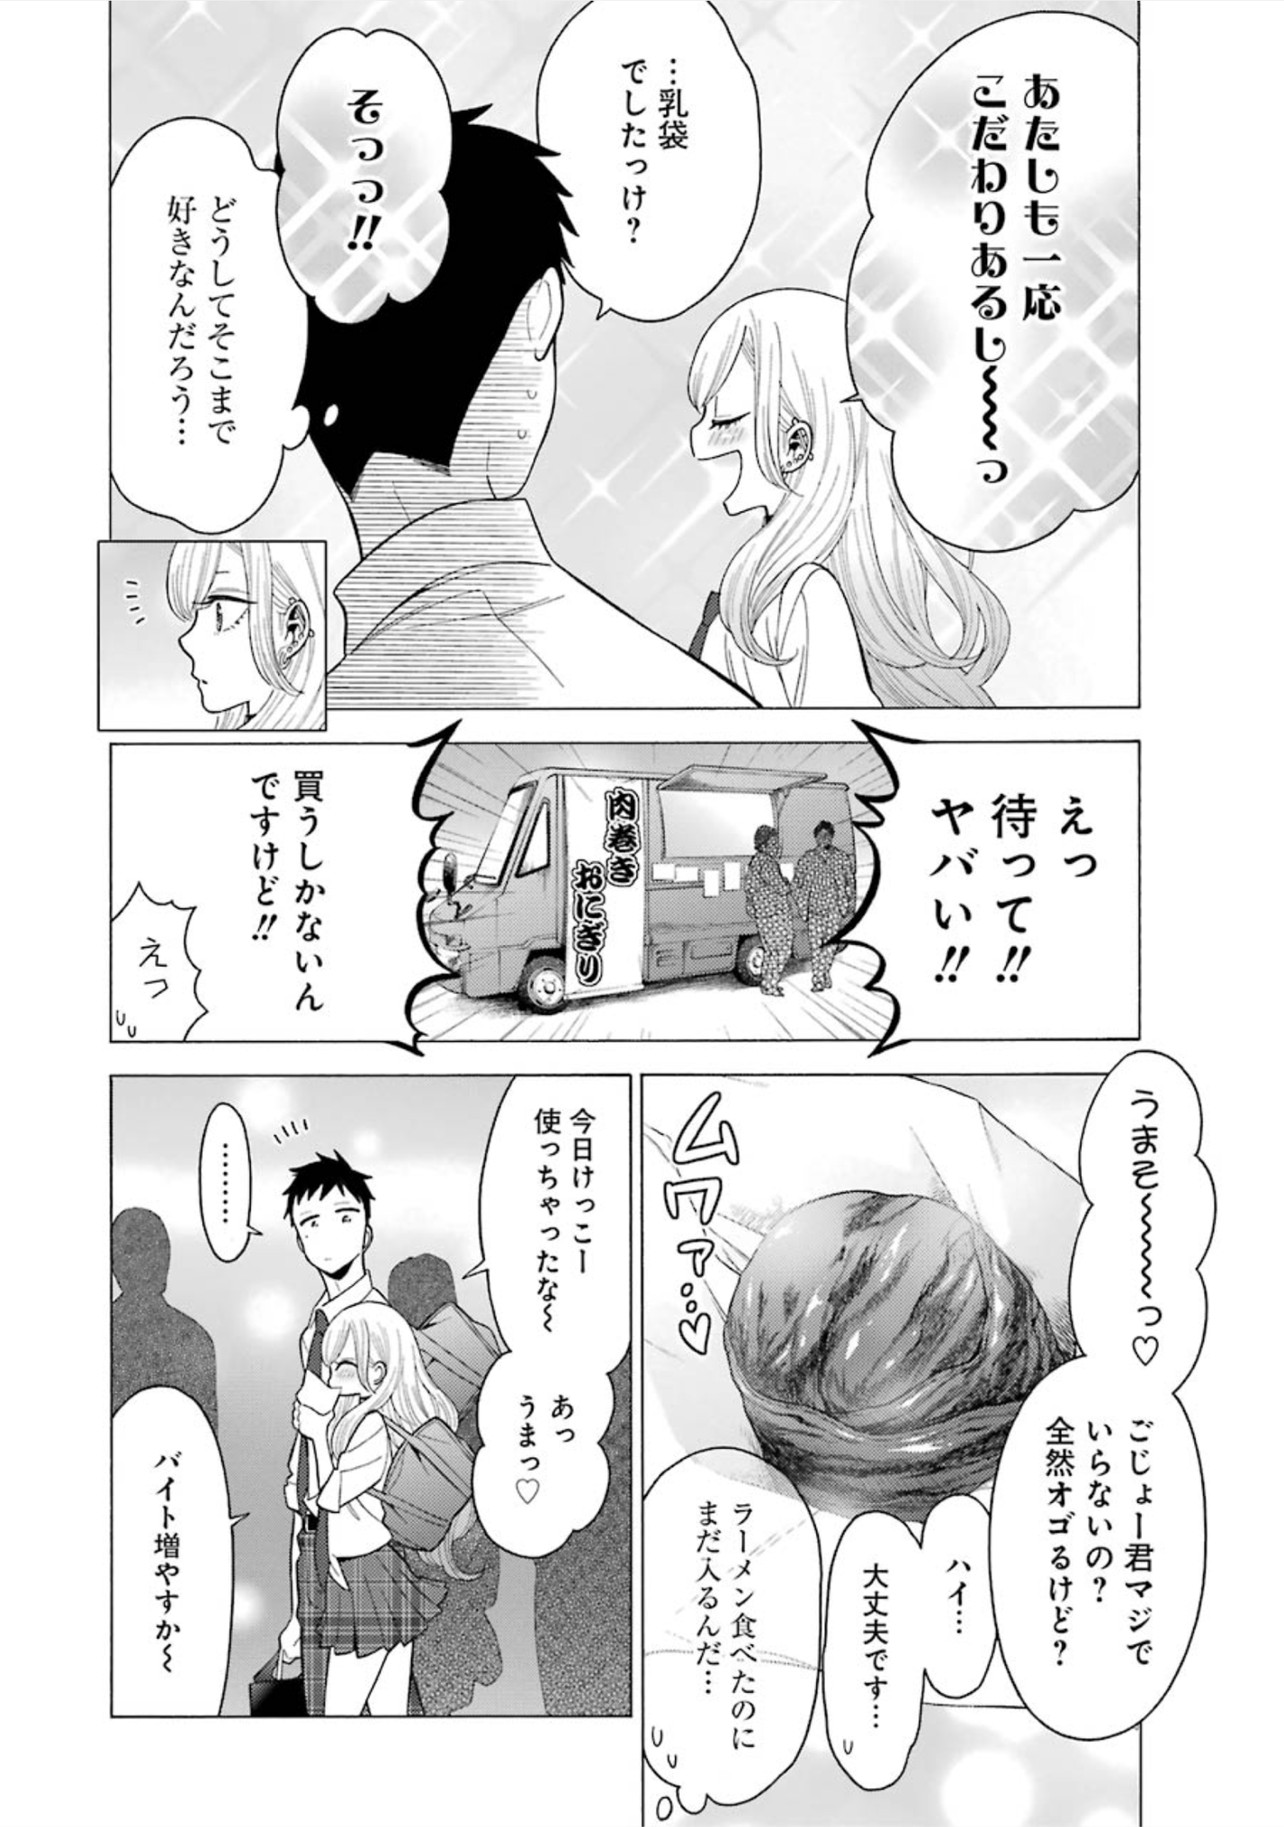 あたしも一応
こだわりあるし〜〜〜っ
…乳袋
でしたっけ?
そっっ!!
どうしてそこまで
好きなんだろう…
えっ
待って!!
ヤバい!!
肉巻き
おにぎり
買うしかないん
ですけど!!
えっ
うまそ〜〜〜〜っ♡
ごじょー君マジで
いらないの?
全然オゴるけど?
ムワァ…♡
ハイ…
大丈夫です…
ラーメン食べたのに
まだ入るんだ…
今日けっこー
使っちゃったな〜
あっ
うまっ♡
………
バイト増やすか〜